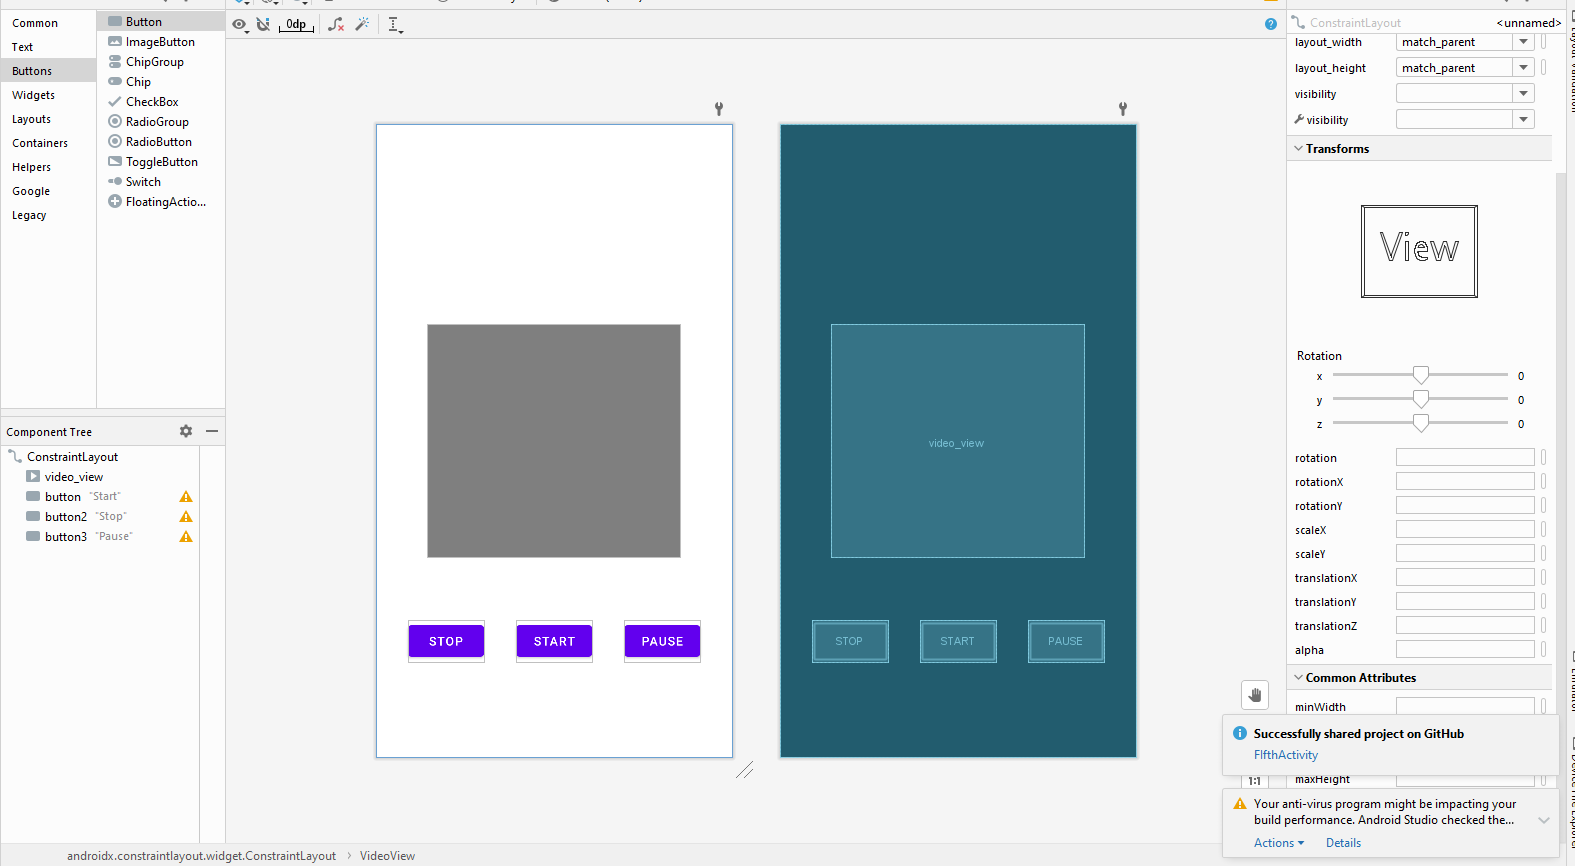 Common
Text
Buttons
Widgets
Layouts
Containers
Helpers
Google
Legacy
Button
ImageButton
ChipGroup
Chip
CheckBox
RadioGroup
RadioButton
ToggleButton
Switch
FloatingActio...
0dp
Component Tree
ConstraintLayout
video_view
button "Start"
button2 "Stop"
button3 "Pause"
STOP START PAUSE
video_view
STOP START PAUSE
ConstraintLayout <unnamed>
layout_width match_parent
layout_height match_parent
visibility
visibility
Transforms
View
Rotation
x 0
y 0
z 0
rotation
rotationX
rotationY
scaleX
scaleY
translationX
translationY
translationZ
alpha
Common Attributes
minWidth
Successfully shared project on GitHub
FIfthActivity
1:1
maxHeight
Your anti-virus program might be impacting your
build performance. Android Studio checked the...
Actions Details
androidx.constraintlayout.widget.ConstraintLayout > VideoView